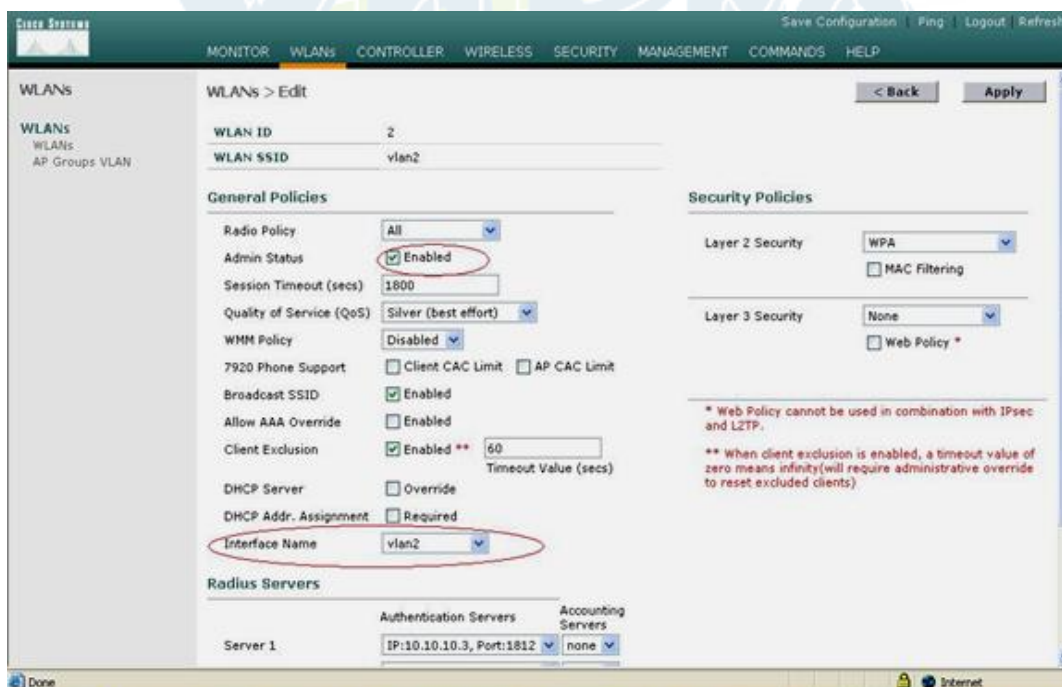 Cisco Systems
Save Configuration Ping Logout Refresh
MONITOR WLANs CONTROLLER WIRELESS SECURITY MANAGEMENT COMMANDS HELP
WLANs
WLANs
WLANs
AP Groups VLAN
WLANs > Edit
< Back Apply
WLAN ID 2
WLAN SSID vlan2
General Policies
Radio Policy All
Admin Status Enabled
Session Timeout (secs) 1800
Quality of Service (QoS) Silver (best effort)
WMM Policy Disabled
7920 Phone Support Client CAC Limit AP CAC Limit
Broadcast SSID Enabled
Allow AAA Override Enabled
Client Exclusion Enabled ** 60
Timeout Value (secs)
DHCP Server Override
DHCP Addr. Assignment Required
Interface Name vlan2
Security Policies
Layer 2 Security WPA
MAC Filtering
Layer 3 Security None
Web Policy *
* Web Policy cannot be used in combination with IPsec
and L2TP.
** When client exclusion is enabled, a timeout value of
zero means infinity(will require administrative override
to reset excluded clients)
Radius Servers
Authentication Servers Accounting
Servers
Server 1 IP:10.10.10.3, Port:1812 none
Done Internet